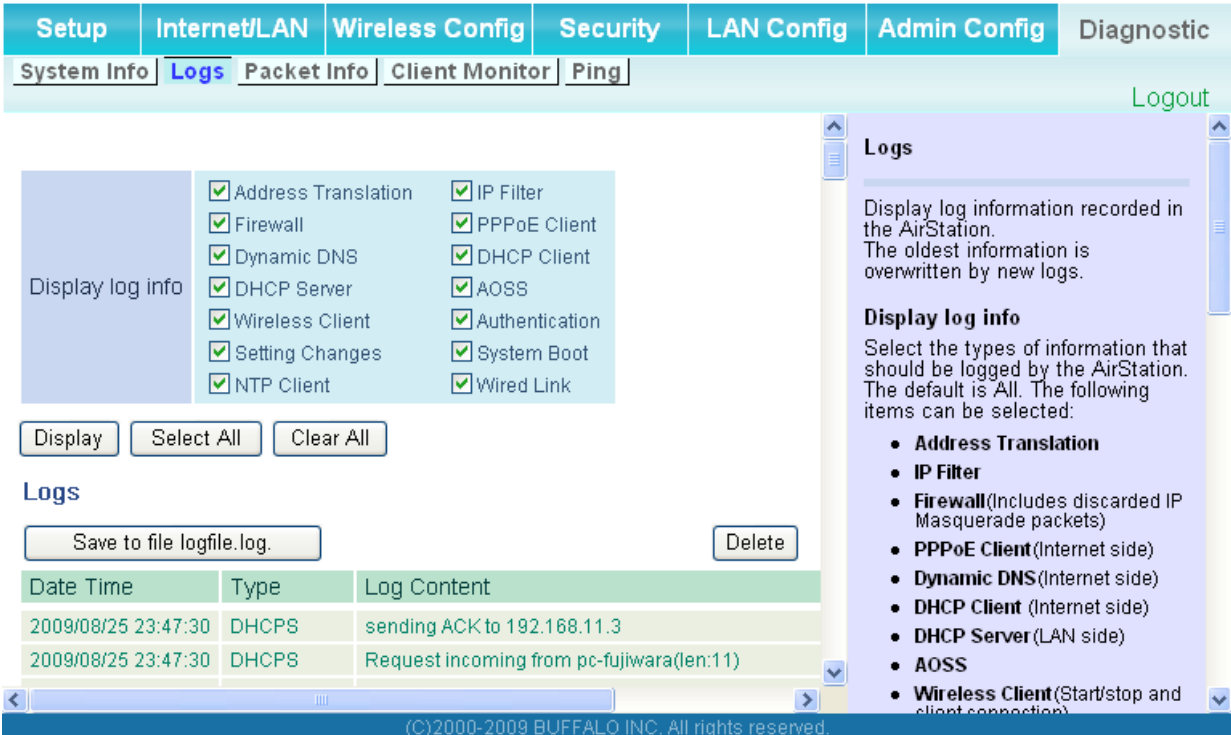 Setup Internet/LAN Wireless Config Security LAN Config Admin Config Diagnostic
System Info Logs Packet Info Client Monitor Ping
Logout
Display log info
Address Translation IP Filter
Firewall PPPoE Client
Dynamic DNS DHCP Client
DHCP Server AOSS
Wireless Client Authentication
Setting Changes System Boot
NTP Client Wired Link
Display Select All Clear All
Logs
Save to file logfile.log. Delete
Date Time Type Log Content
2009/08/25 23:47:30 DHCPS sending ACK to 192.168.11.3
2009/08/25 23:47:30 DHCPS Request incoming from pc-fujiwara(len:11)
Logs
Display log information recorded in
the AirStation.
The oldest information is
overwritten by new logs.
Display log info
Select the types of information that
should be logged by the AirStation.
The default is All. The following
items can be selected:
Address Translation
IP Filter
Firewall(Includes discarded IP
Masquerade packets)
PPPoE Client(Internet side)
Dynamic DNS(Internet side)
DHCP Client (Internet side)
DHCP Server(LAN side)
AOSS
Wireless Client(Start/stop and
client connection)
(C)2000-2009 BUFFALO INC. All rights reserved.